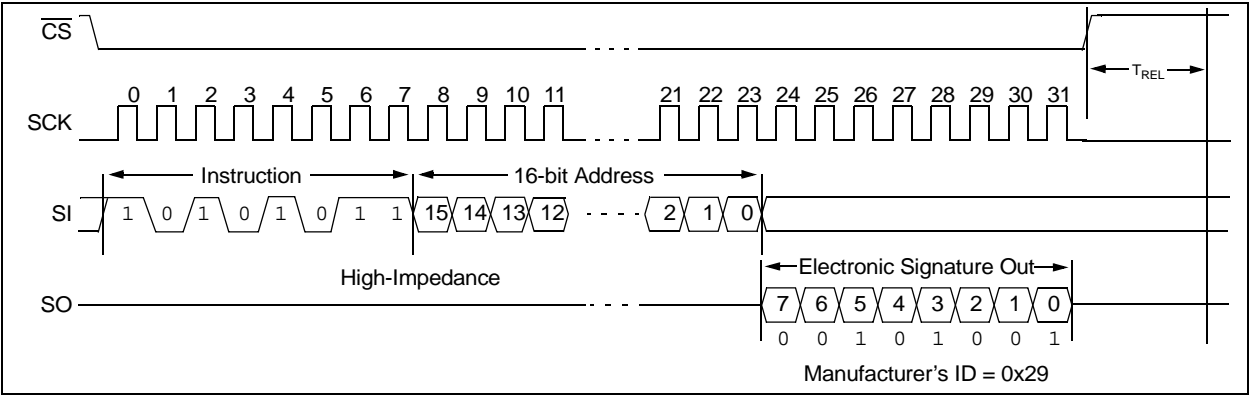 CS
TREL
0 1 2 3 4 5 6 7 8 9 10 11 21 22 23 24 25 26 27 28 29 30 31
SCK
Instruction 16-bit Address
SI 1 0 1 0 1 0 1 1 15 14 13 12 2 1 0
High-Impedance
Electronic Signature Out
SO 7 6 5 4 3 2 1 0
0 0 1 0 1 0 0 1
Manufacturer's ID = 0x29